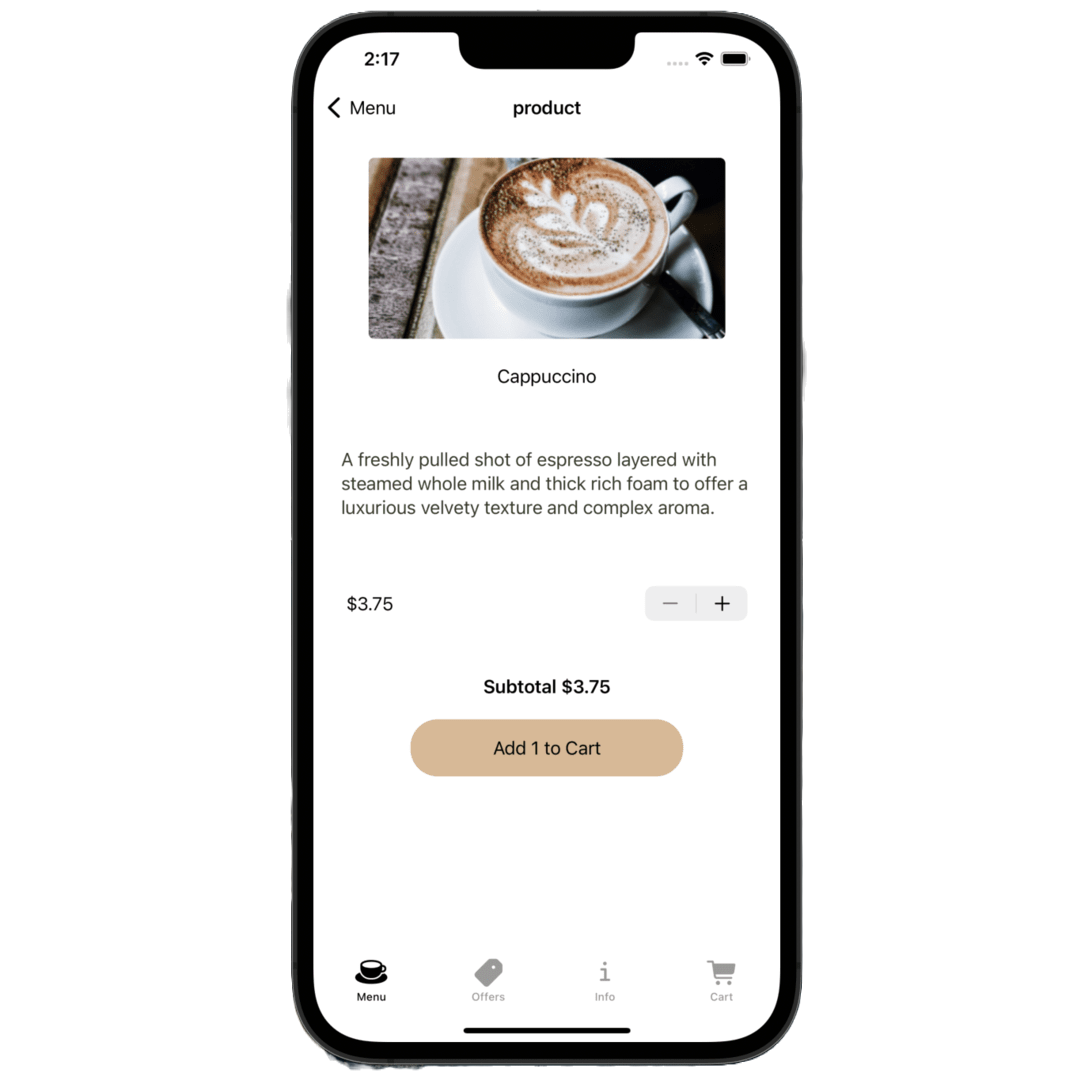 2:17
Menu
product
Cappuccino
A freshly pulled shot of espresso layered with
steamed whole milk and thick rich foam to offer a
luxurious velvety texture and complex aroma.
$3.75
Subtotal $3.75
Add 1 to Cart
Menu
Offers
Info
Cart